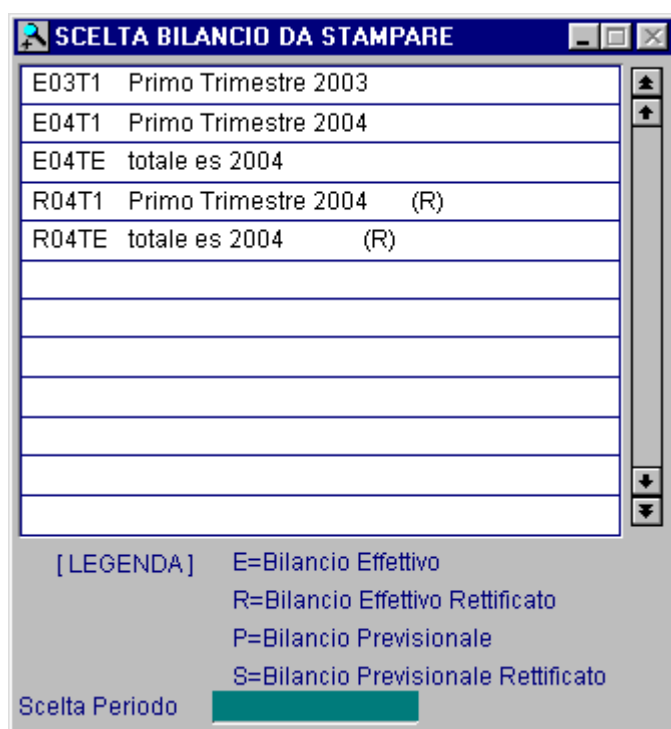 SCELTA BILANCIO DA STAMPARE
E03T1 Primo Trimestre 2003
E04T1 Primo Trimestre 2004
E04TE totale es 2004
R04T1 Primo Trimestre 2004 (R)
R04TE totale es 2004 (R)
[LEGENDA] E=Bilancio Effettivo
R=Bilancio Effettivo Rettificato
P=Bilancio Previsionale
S=Bilancio Previsionale Rettificato
Scelta Periodo